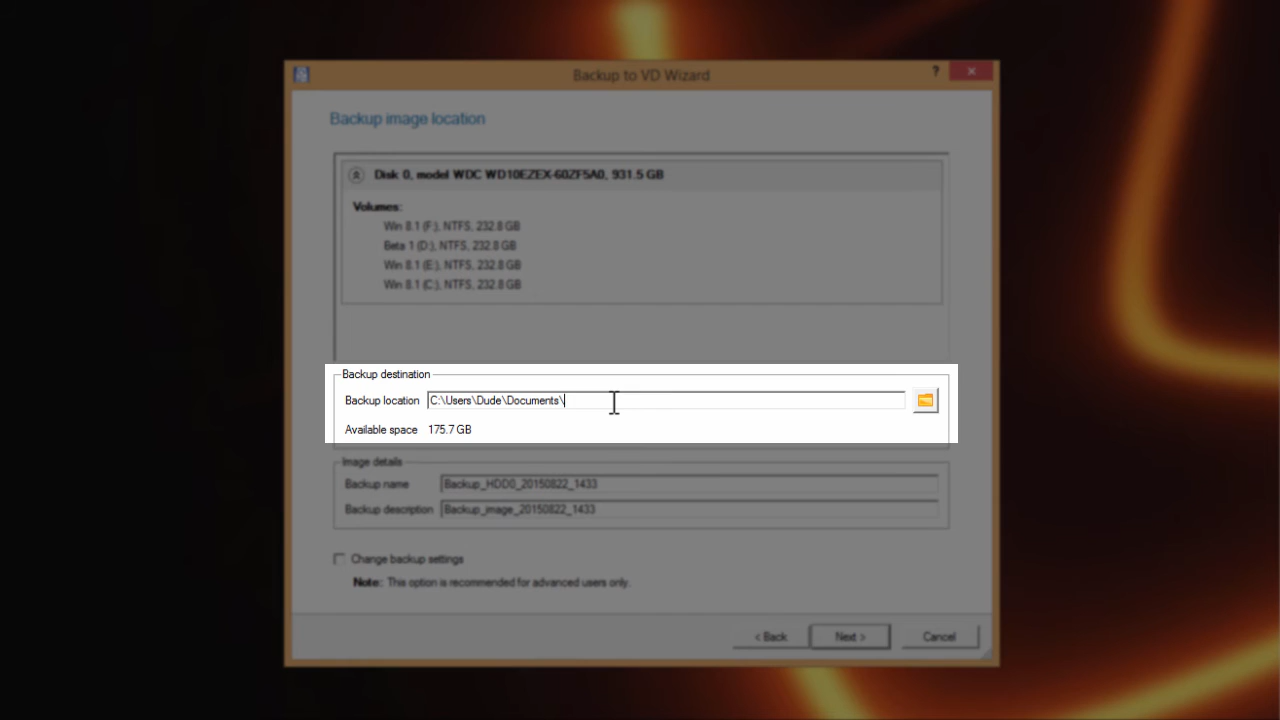 Backup to VD Wizard
?
Backup image location
Disk 0, model WDC WD10EZEX-60ZF5A0, 931.5 GB
Volumes:
Win 8.1 (F:), NTFS, 232.8 GB
Beta 1 (D:), NTFS, 232.8 GB
Win 8.1 (E:), NTFS, 232.8 GB
Win 8.1 (C:), NTFS, 232.8 GB
Backup destination
Backup location C:\Users\Dude\Documents\
Available space 175.7 GB
Image details
Backup name Backup_HDD0_20150822_1433
Backup description Backup_image_20150822_1433
Change backup settings
Note: This option is recommended for advanced users only.
< Back Next > Cancel